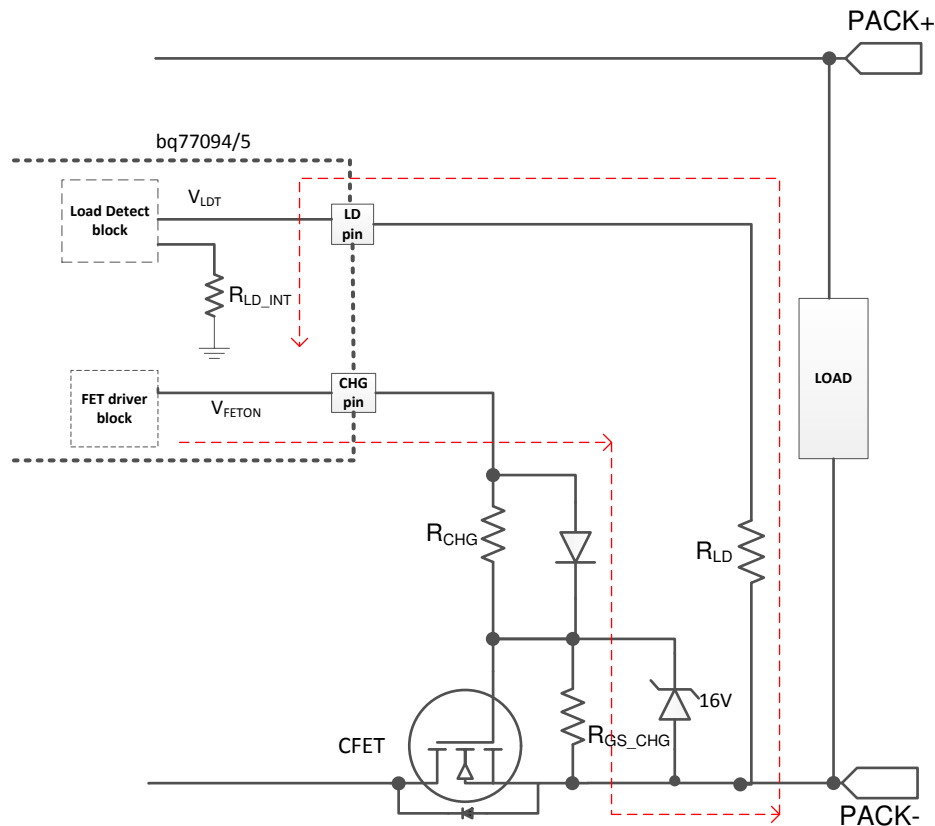 PACK+
bq77094/5
Load Detect
block
VLDT
LD
pin
RLD_INT
FET driver
block
VFETON
CHG
pin
LOAD
RCHG
RLD
16V
CFET
RGS_CHG
PACK-